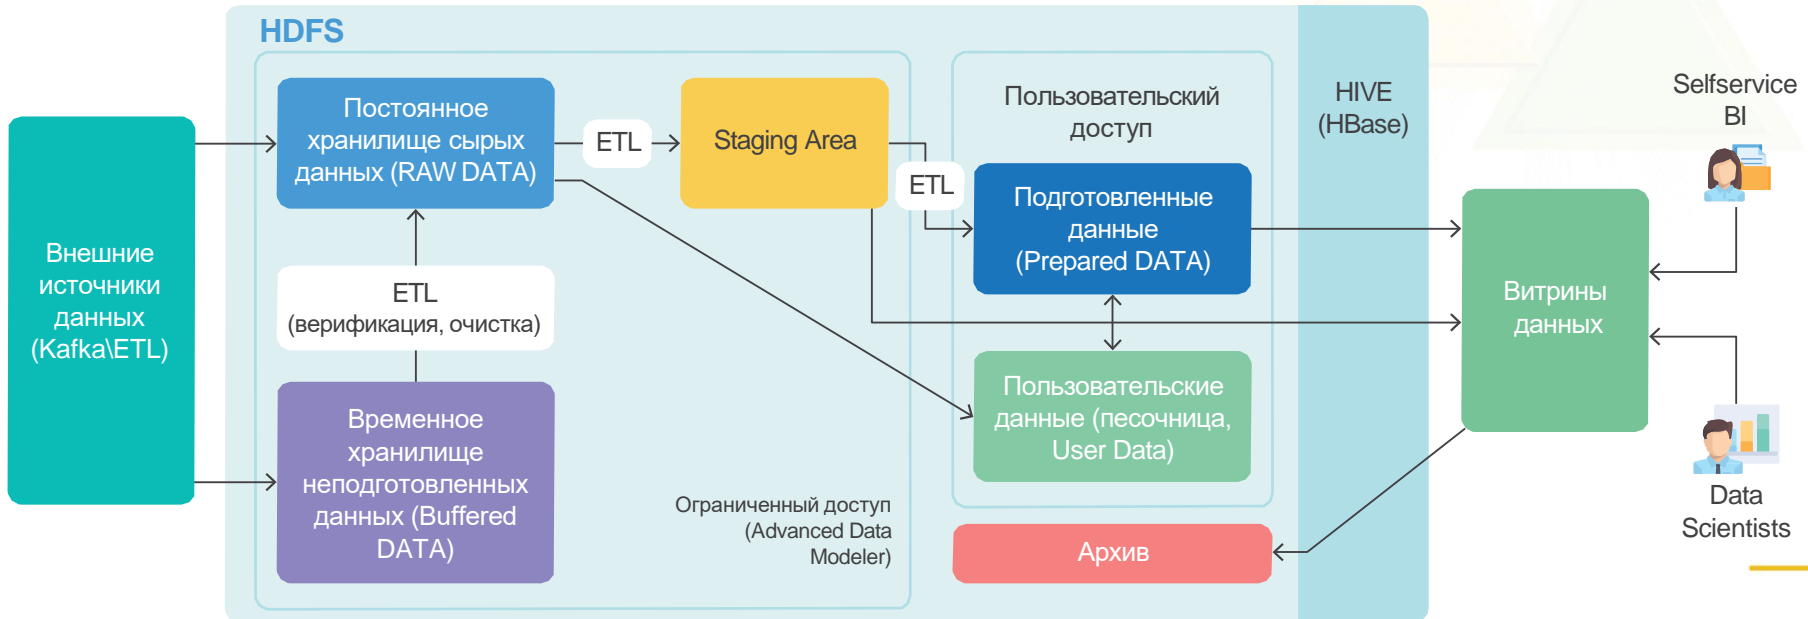 HDFS
Внешние
источники
данных
(Kafka\ETL)
Постоянное
хранилище сырых
данных (RAW DATA)
ETL
Staging Area
ETL
ETL
(верификация, очистка)
Временное
хранилище
неподготовленных
данных (Buffered
DATA)
Ограниченный доступ
(Advanced Data
Modeler)
Пользовательский
доступ
Подготовленные
данные
(Prepared DATA)
Пользовательские
данные (песочница,
User Data)
Архив
HIVE
(HBase)
Витрины
данных
Selfservice
BI
Data
Scientists